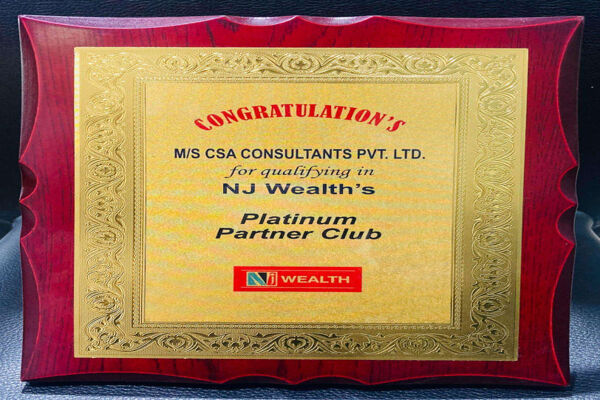 CONGRATULATION'S
M/S CSA CONSULTANTS PVT. LTD.
for qualifying in
NJ Wealth's
Platinum
Partner Club
NJ WEALTH